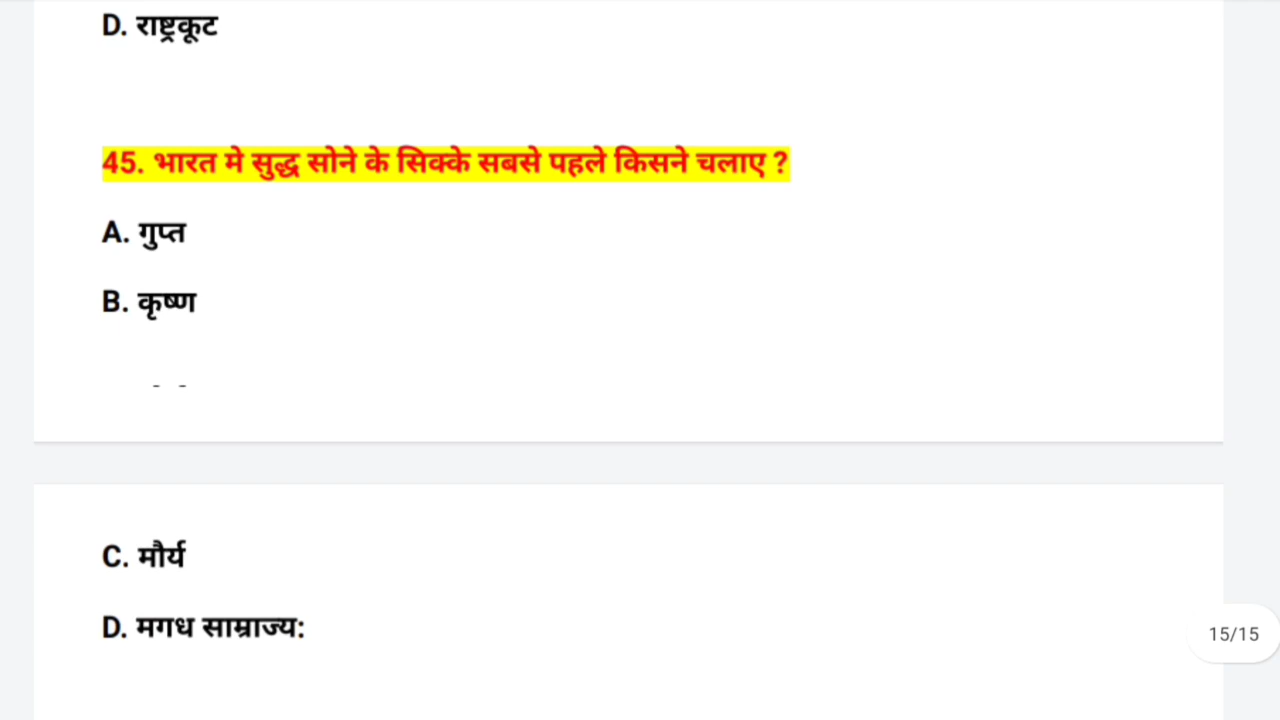 D. राष्ट्रकूट
45. भारत मे सुद्ध सोने के सिक्के सबसे पहले किसने चलाए ?
A. गुप्त
B. कृष्ण
C. मौर्य
D. मगध साम्राज्य:
15/15